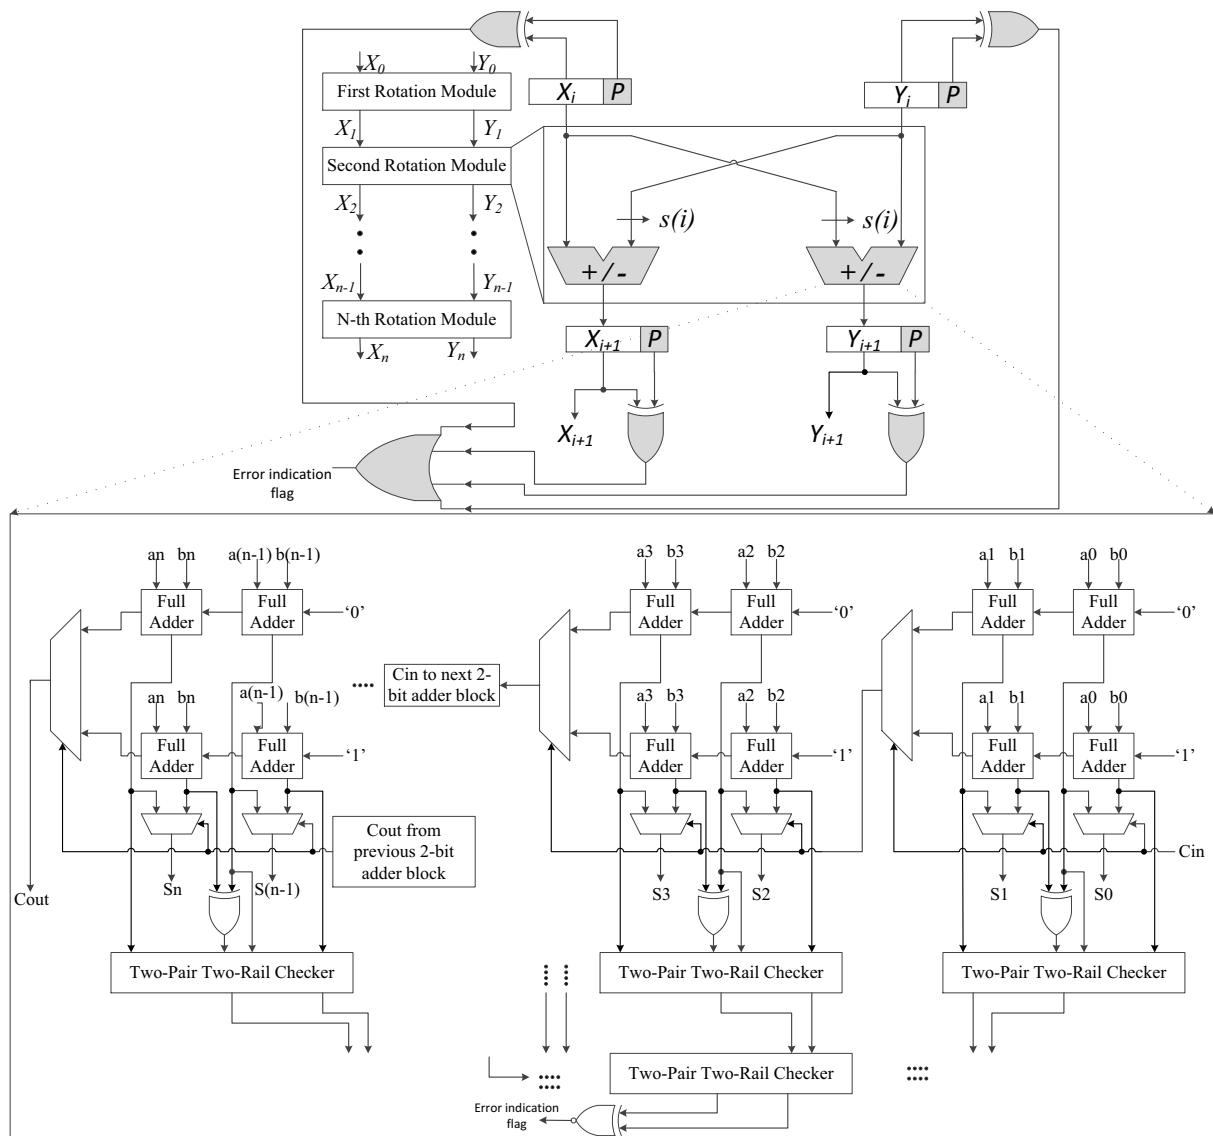 X0 Y0
First Rotation Module
X1 Y1
Second Rotation Module
X2 Y2
Xn-1 Yn-1
N-th Rotation Module
Xn Yn
Xi P
Yi P
s(i)
s(i)
+/-
+/-
Xi+1 P
Yi+1 P
Xi+1
Yi+1
Error indication
flag
an bn a(n-1) b(n-1)
Full
Adder
Full
Adder
‘0’
an bn a(n-1) b(n-1)
Full
Adder
Full
Adder
‘1’
Cout from
previous 2-bit
adder block
Cout
Sn S(n-1)
Two-Pair Two-Rail Checker
Cin to next 2-
bit adder block
a3 b3 a2 b2
Full
Adder
Full
Adder
‘0’
a3 b3 a2 b2
Full
Adder
Full
Adder
‘1’
S3 S2
Two-Pair Two-Rail Checker
a1 b1 a0 b0
Full
Adder
Full
Adder
‘0’
a1 b1 a0 b0
Full
Adder
Full
Adder
‘1’
Cin
S1 S0
Two-Pair Two-Rail Checker
Two-Pair Two-Rail Checker
Error indication
flag